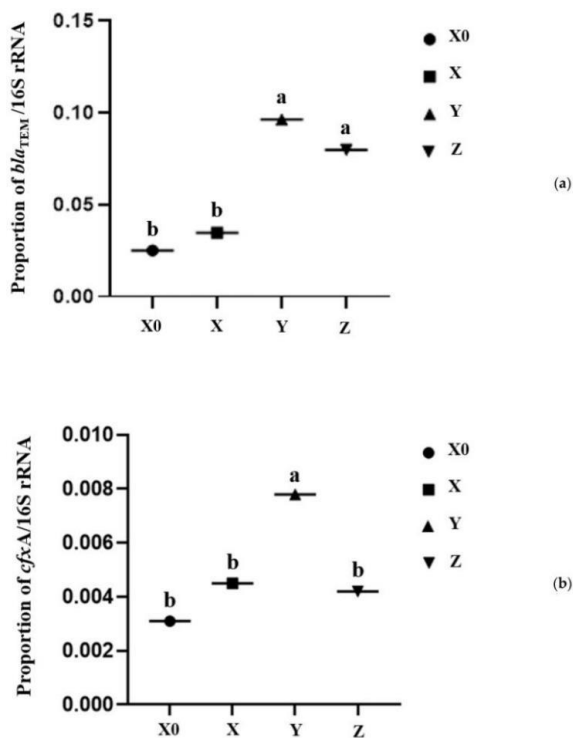 Proportion of bla_TEM /16S rRNA
0.15
0.10
0.05
0.00
b
b
a
a
X0
X
Y
Z
X0
X
Y
Z
(a)
Proportion of cfxA/16S rRNA
0.010
0.008
0.006
0.004
0.002
0.000
b
b
a
b
X0
X
Y
Z
X0
X
Y
Z
(b)